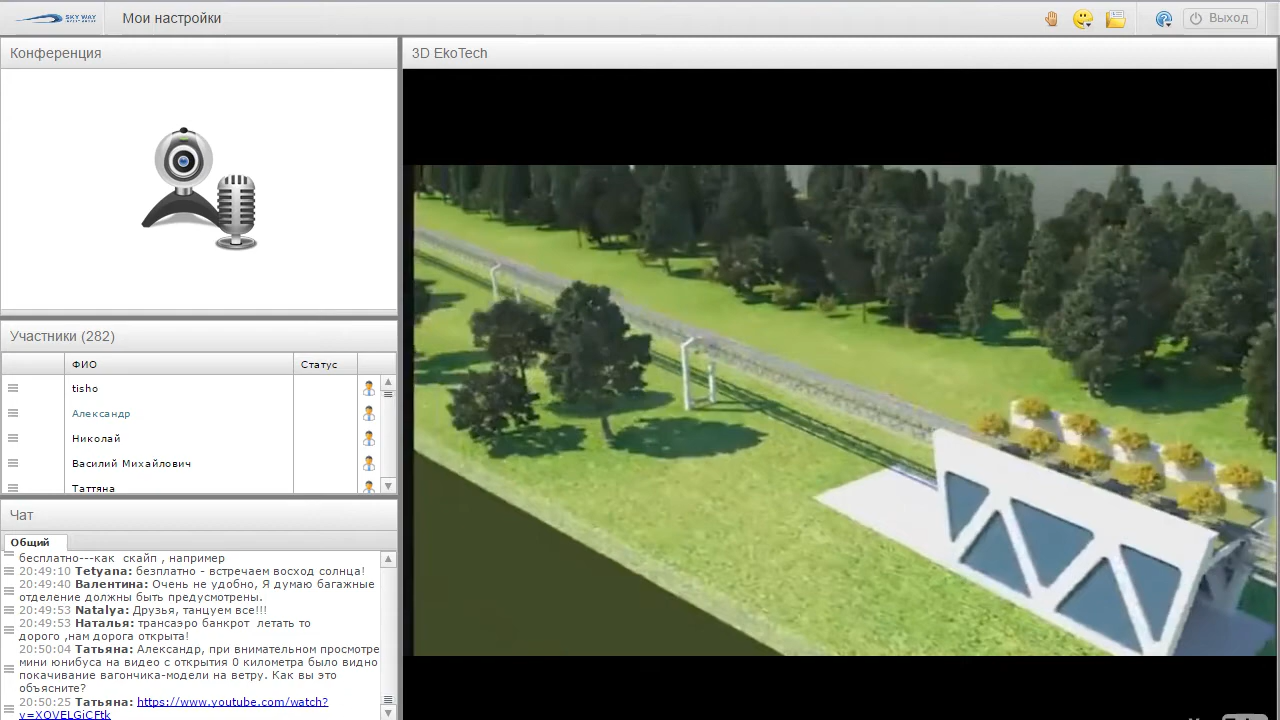 SKY WAY
Мои настройки
Выход
Конференция
3D EkoTech
Участники (282)
ФИО
Статус
tisho
Александр
Николай
Василий Михайлович
Таттяна
Чат
Общий
бесплатно---как скайп , например
20:49:10 Tetyana: безплатно - встречаем восход солнца!
20:49:40 Валентина: Очень не удобно, Я думаю багажные
отделение должны быть предусмотрены.
20:49:53 Natalya: Друзья, танцуем все!!!
20:49:53 Наталья: трансаэро банкрот летать то
дорого ,нам дорога открыта!
20:50:04 Татьяна: Александр, при внимательном просмотре
мини юнибуса на видео с открытия 0 километра было видно
покачивание вагончика-модели на ветру. Как вы это
объясните?
20:50:25 Татьяна: https://www.youtube.com/watch?
v=XOVELGiCFtk